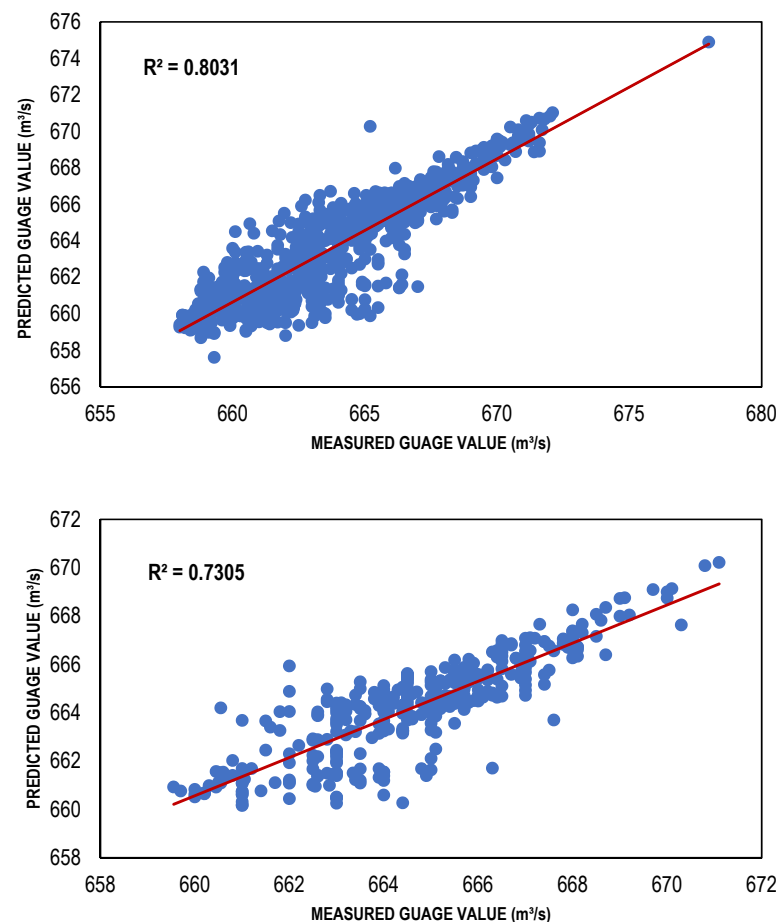 676
674
672
670
668
666
664
662
660
658
656
PREDICTED GUAGE VALUE (m³/s)
R² = 0.8031
655 660 665 670 675 680
MEASURED GUAGE VALUE (m³/s)
672
670
668
666
664
662
660
658
PREDICTED GUAGE VALUE (m³/s)
R² = 0.7305
658 660 662 664 666 668 670 672
MEASURED GUAGE VALUE (m³/s)